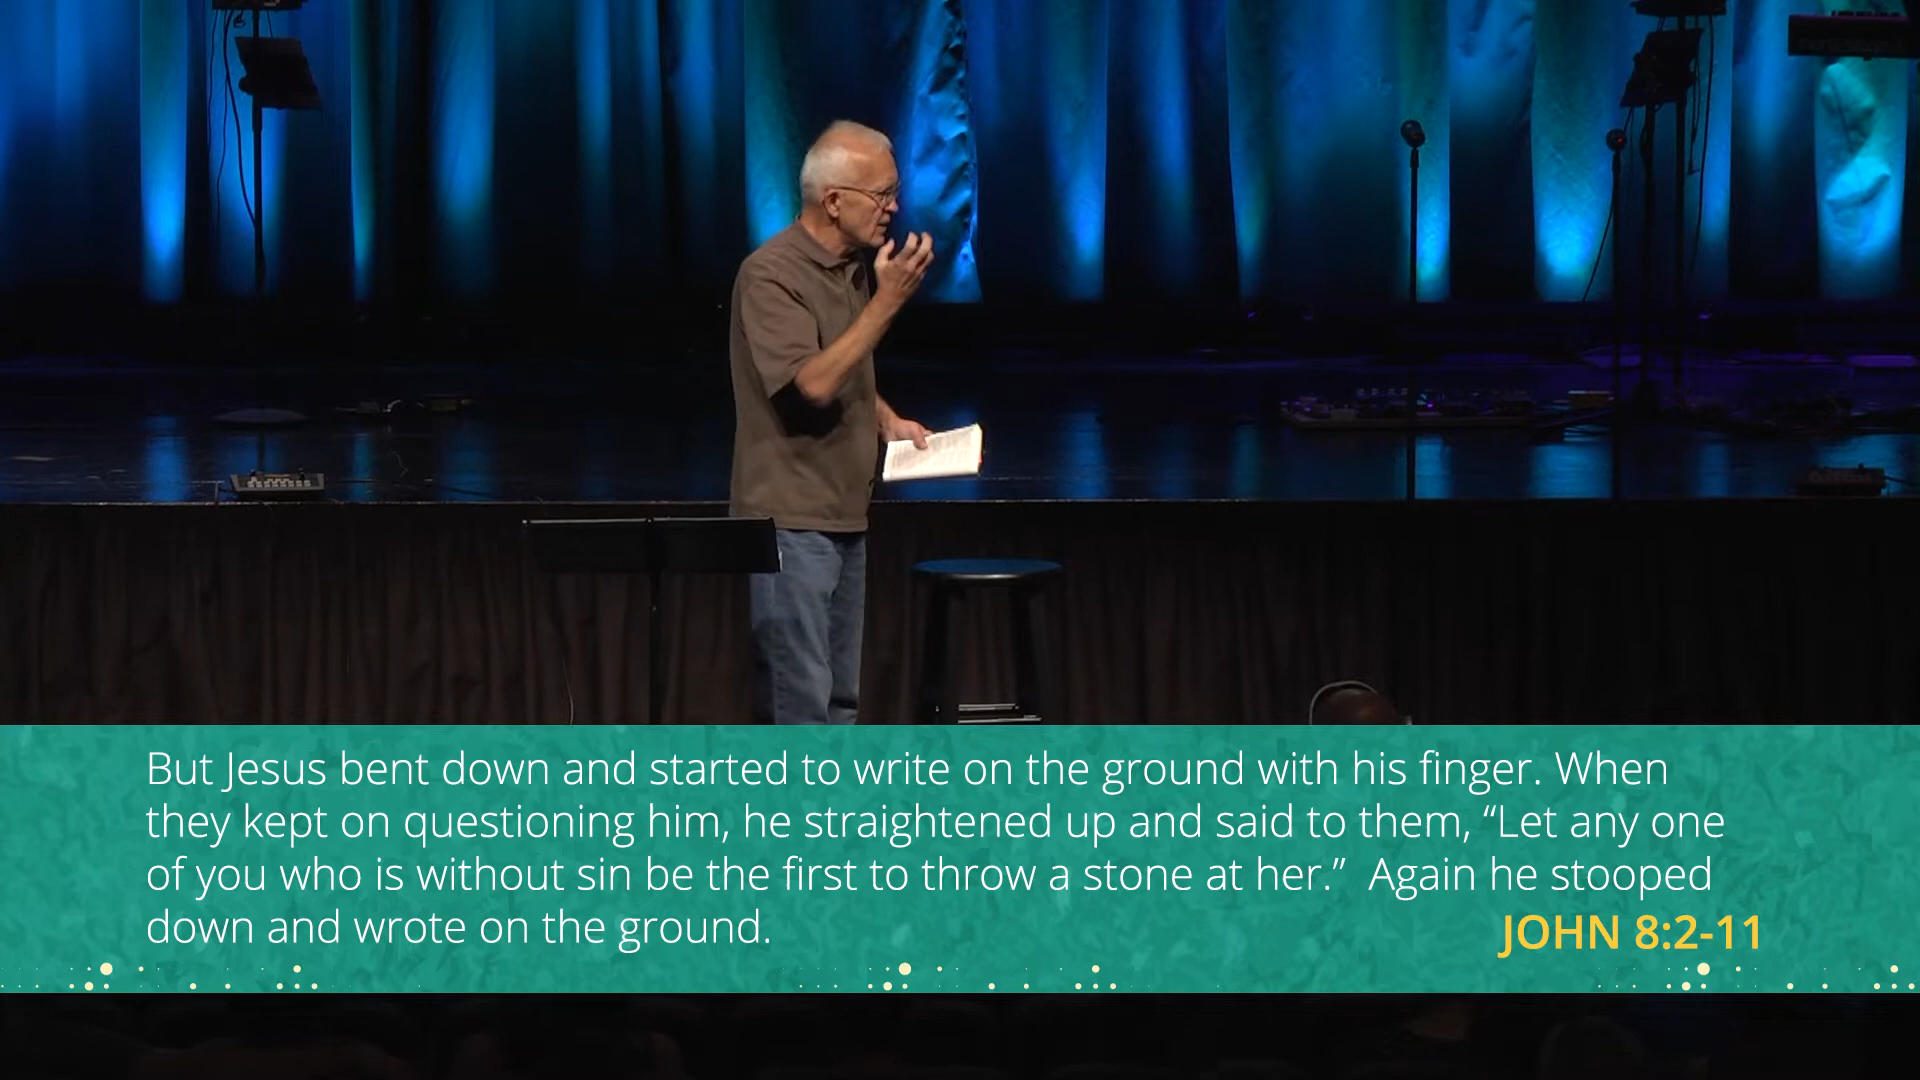 But Jesus bent down and started to write on the ground with his finger. When
they kept on questioning him, he straightened up and said to them, “Let any one
of you who is without sin be the first to throw a stone at her.”  Again he stooped
down and wrote on the ground.
JOHN 8:2-11